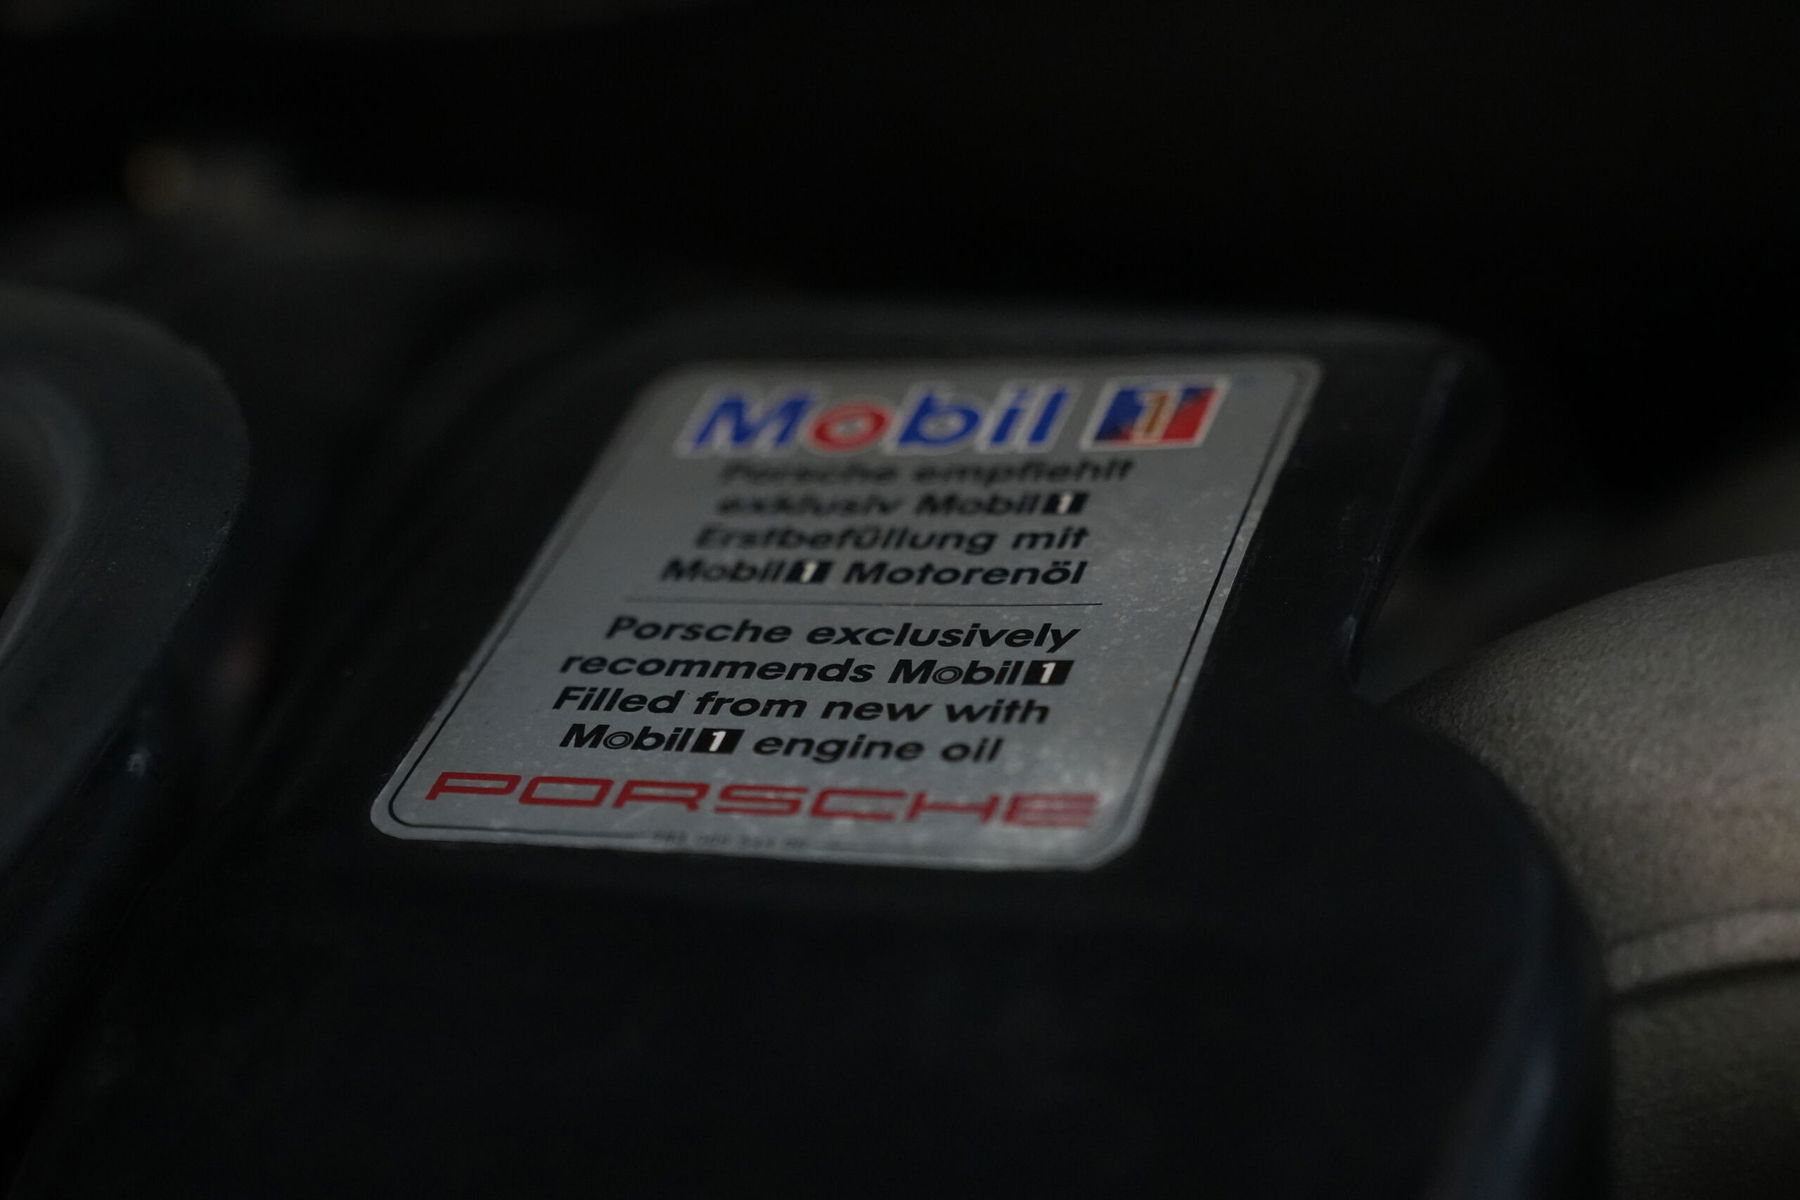 Mobil 1
Porsche empfiehlt
exklusiv Mobil 1
Erstbefüllung mit
Mobil 1 Motorenöl
Porsche exclusively
recommends Mobil 1
Filled from new with
Mobil 1 engine oil
PORSCHE